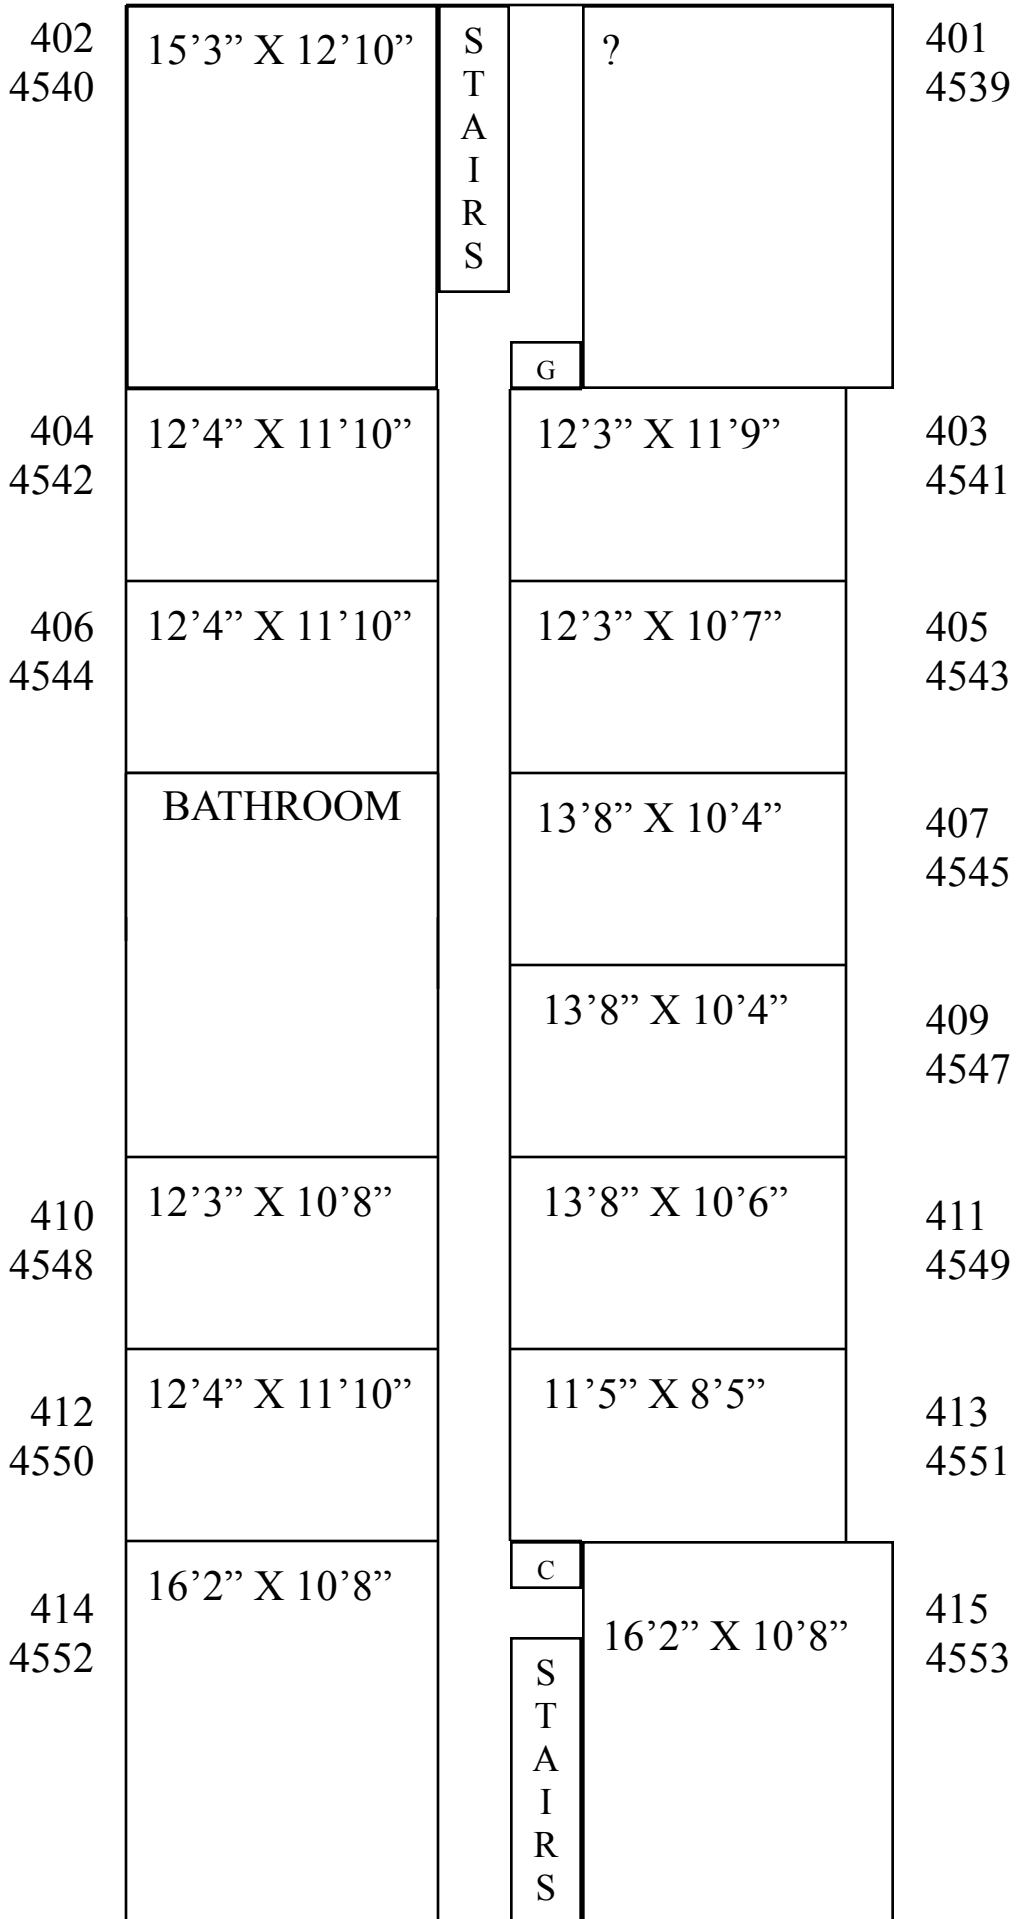 402
4540
15’3” X 12’10”
S
T
A
I
R
S
?
401
4539
G
404
4542
12’4” X 11’10”
12’3” X 11’9”
403
4541
406
4544
12’4” X 11’10”
12’3” X 10’7”
405
4543
BATHROOM
13’8” X 10’4”
407
4545
13’8” X 10’4”
409
4547
410
4548
12’3” X 10’8”
13’8” X 10’6”
411
4549
412
4550
12’4” X 11’10”
11’5” X 8’5”
413
4551
414
4552
16’2” X 10’8”
C
16’2” X 10’8”
415
4553
S
T
A
I
R
S